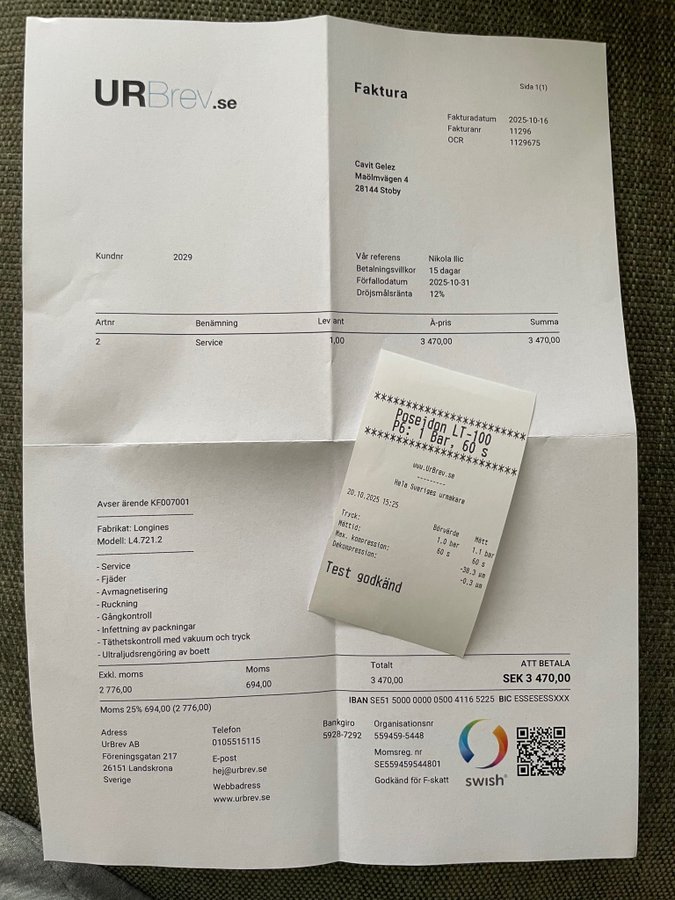 URBrev.se
Faktura
Sida 1(1)
Fakturadatum 2025-10-16
Fakturanr 11296
OCR 1129675
Cavit Gelez
Maölmvägen 4
28144 Stoby
Kundnr 2029
Vår referens Nikola Ilic
Betalningsvillkor 15 dagar
Förfallodatum 2025-10-31
Dröjsmålsränta 12%
Artnr Benämning Lev ant À-pris Summa
2 Service 1,00 3 470,00 3 470,00
***********************
Poseidon LT-100
P6: 1 Bar, 60 s
***********************
www.UrBrev.se
---------
Hela Sveriges urmakare
20.10.2025 15:25
Börvärde Mätt
Tryck: 1.0 bar 1.1 bar
Mättid: 60 s 60 s
Max. kompression: -38.3 µm
Dekompression: -0.3 µm
Test godkänd
Avser ärende KF007001
Fabrikat: Longines
Modell: L4.721.2
- Service
- Fjäder
- Avmagnetisering
- Ruckning
- Gångkontroll
- Infettning av packningar
- Täthetskontroll med vakuum och tryck
- Ultraljudsrengöring av boett
Exkl. moms Moms Totalt ATT BETALA
2 776,00 694,00 3 470,00 SEK 3 470,00
Moms 25% 694,00 (2 776,00)
IBAN SE51 5000 0000 0500 4116 5225 BIC ESSESESSXXX
Adress
UrBrev AB
Föreningsgatan 217
26151 Landskrona
Sverige
Telefon
0105515115
E-post
hej@urbrev.se
Webbadress
www.urbrev.se
Bankgiro
5928-7292
Organisationsnr
559459-5448
Momsreg. nr
SE559459544801
Godkänd för F-skatt
swish